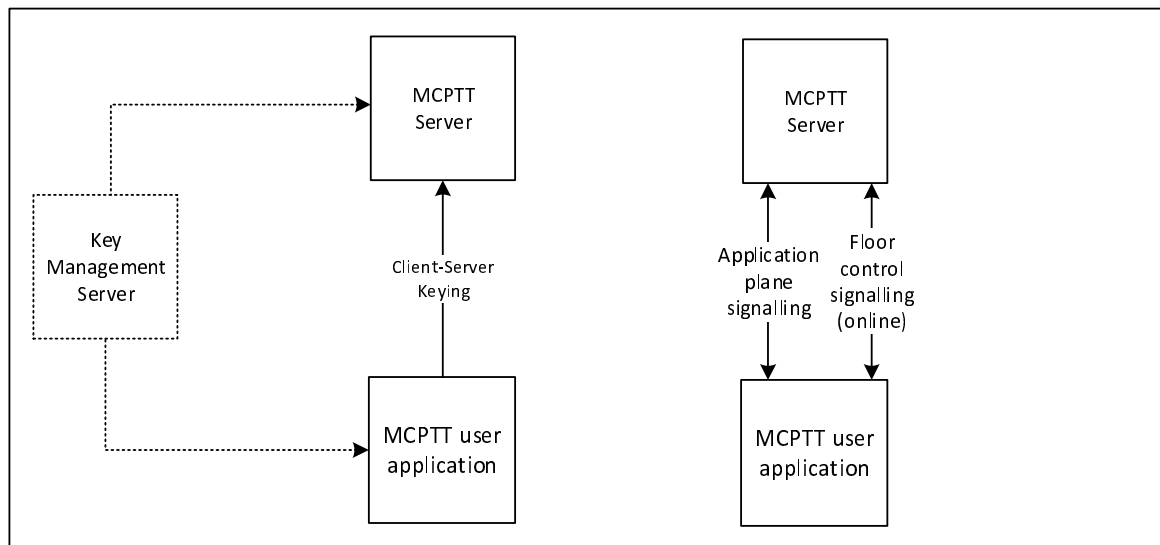 MCPTT
Server
Key
Management
Server
Client-Server
Keying
MCPTT user
application
MCPTT
Server
Application
plane
signalling
Floor
control
signalling
(online)
MCPTT user
application